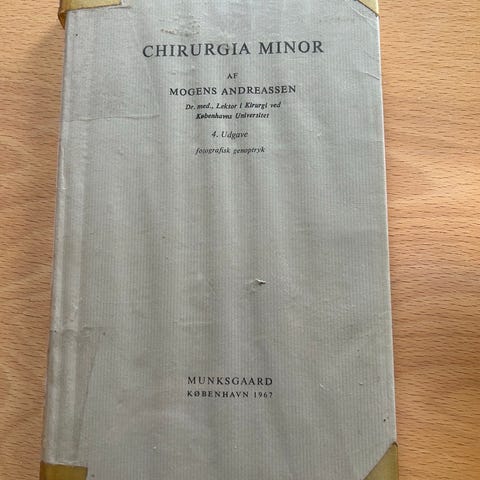 CHIRURGIA MINOR
AF
MOGENS ANDREASSEN
Dr. med., Lektor i Kirurgi ved
Københavns Universitet
4. Udgave
fotografisk genoptryk
MUNKSGAARD
KØBENHAVN 1967